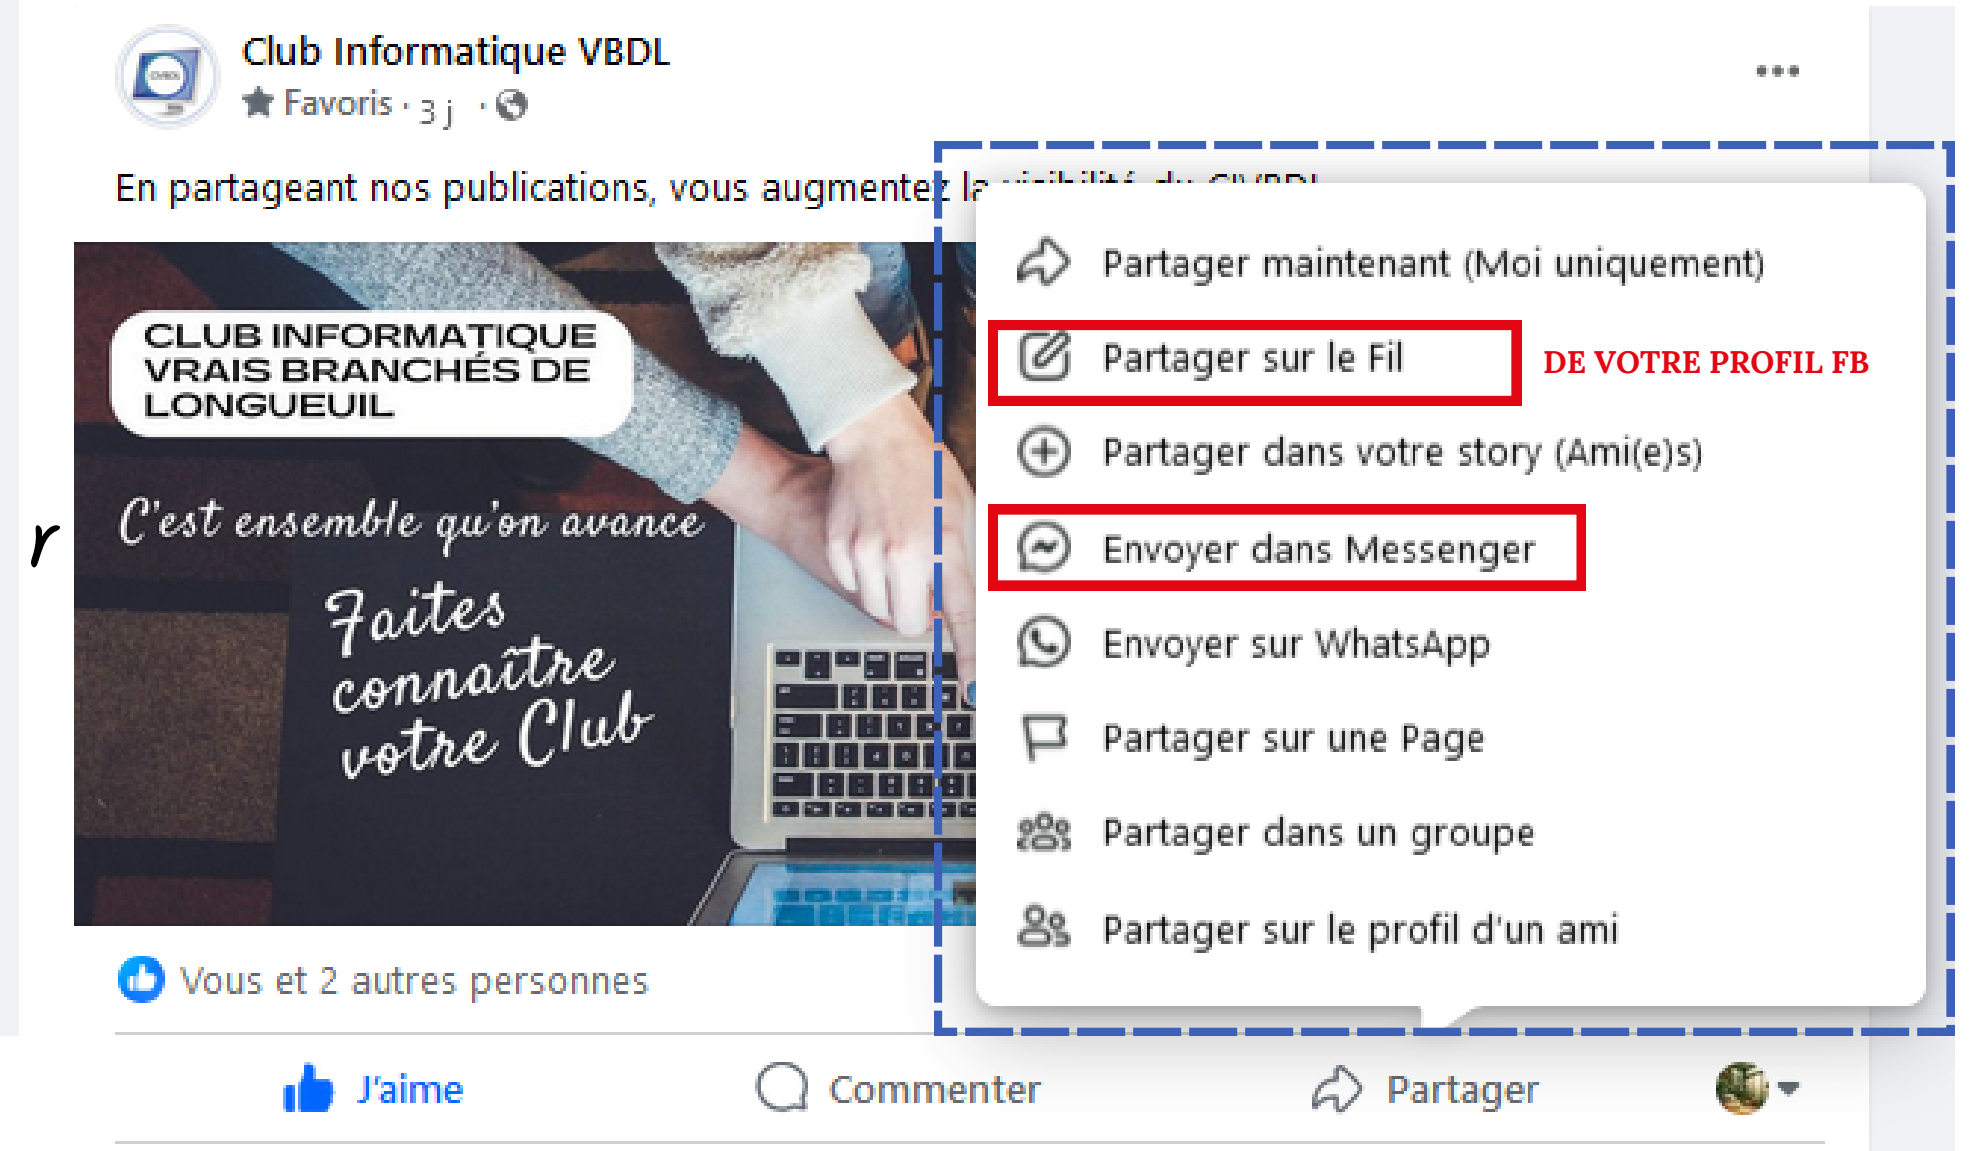 Club Informatique VBDL
Favoris · 3 j ·
En partageant nos publications, vous augmentez la visibilité du CIVBDL
CLUB INFORMATIQUE
VRAIS BRANCHÉS DE
LONGUEUIL
C'est ensemble qu'on avance
Faites
connaître
votre Club
r
Partager maintenant (Moi uniquement)
Partager sur le Fil
DE VOTRE PROFIL FB
Partager dans votre story (Ami(e)s)
Envoyer dans Messenger
Envoyer sur WhatsApp
Partager sur une Page
Partager dans un groupe
Partager sur le profil d'un ami
Vous et 2 autres personnes
J'aime
Commenter
Partager